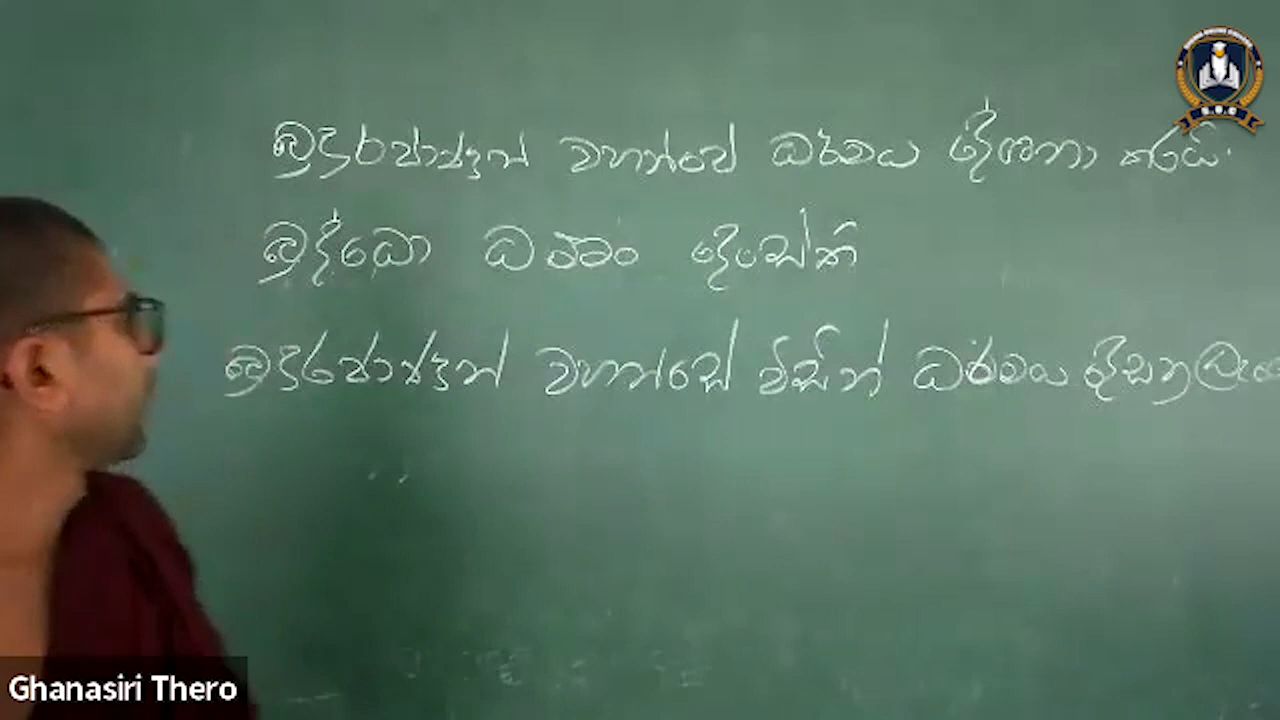 බුදුරජාණන් වහන්සේ ධර්මය දේශනා කරයි.
බුද්ධො ධම්මං දෙසේති
බුදුරජාණන් වහන්සේ විසින් ධර්මය දේසනු
Ghanasiri Thero